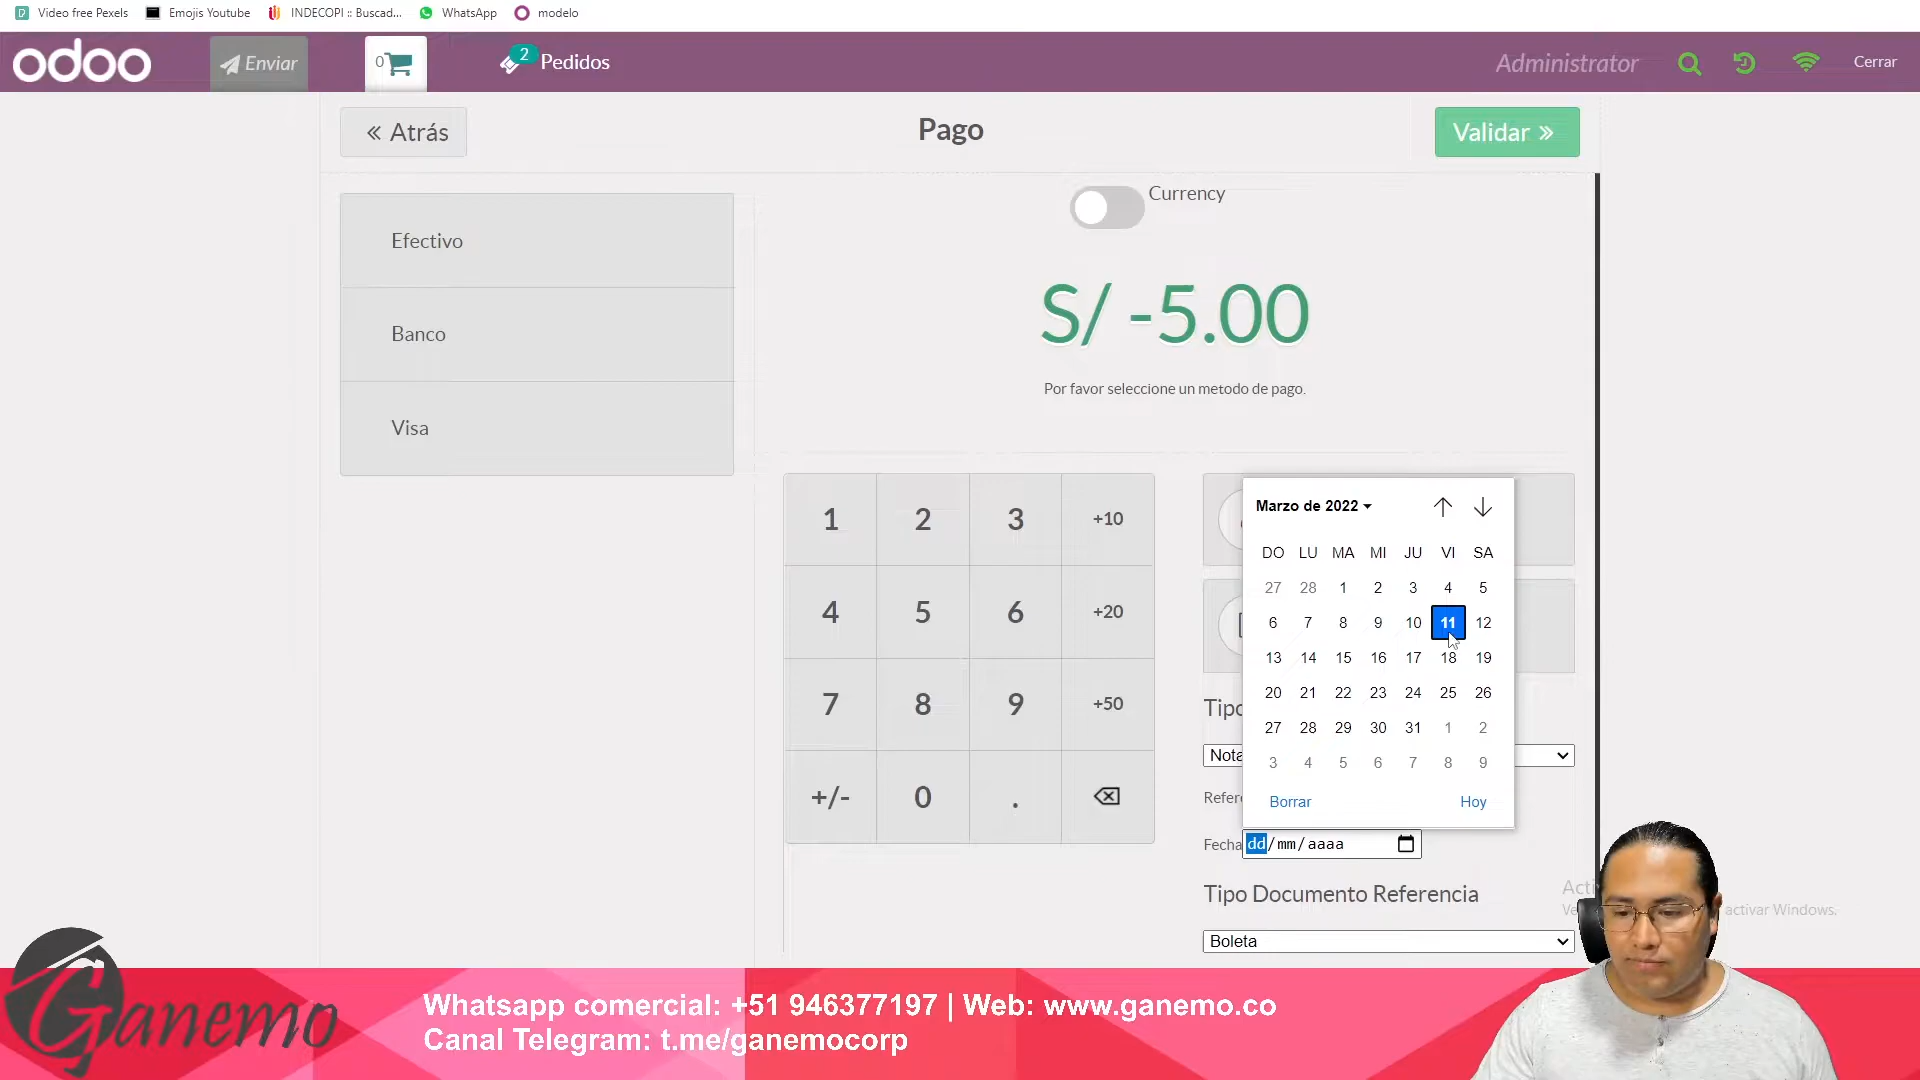 Video free Pexels
Emojis Youtube
INDECOPI :: Buscad...
WhatsApp
modelo
odoo
Enviar
0
2
Pedidos
Administrator
Cerrar
Atrás
Pago
Validar
Currency
Efectivo
Banco
Visa
S/ -5.00
Por favor seleccione un metodo de pago.
1 2 3 +10
4 5 6 +20
7 8 9 +50
+/- 0 .
Marzo de 2022
DO LU MA MI JU VI SA
27 28 1 2 3 4 5
6 7 8 9 10 11 12
13 14 15 16 17 18 19
20 21 22 23 24 25 26
27 28 29 30 31 1 2
3 4 5 6 7 8 9
Borrar Hoy
Tipo
Nota
Fecha
dd/mm/aaaa
Tipo Documento Referencia
Boleta
activar Windows.
Ganemo
Whatsapp comercial: +51 946377197 | Web: www.ganemo.co
Canal Telegram: t.me/ganemocorp